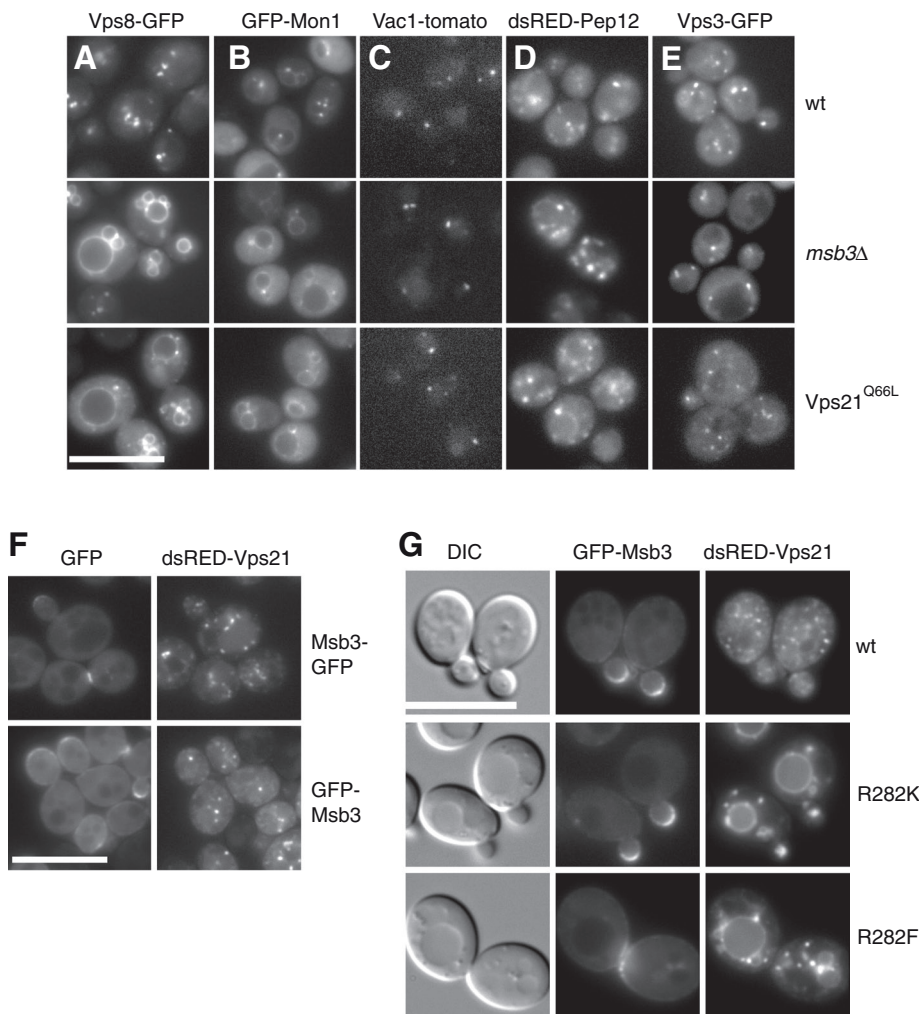 Vps8-GFP GFP-Mon1 Vac1-tomato dsRED-Pep12 Vps3-GFP
A B C D E
wt
msb3Δ
Vps21Q66L
F GFP dsRED-Vps21
Msb3-
GFP
GFP-
Msb3
G DIC GFP-Msb3 dsRED-Vps21
wt
R282K
R282F